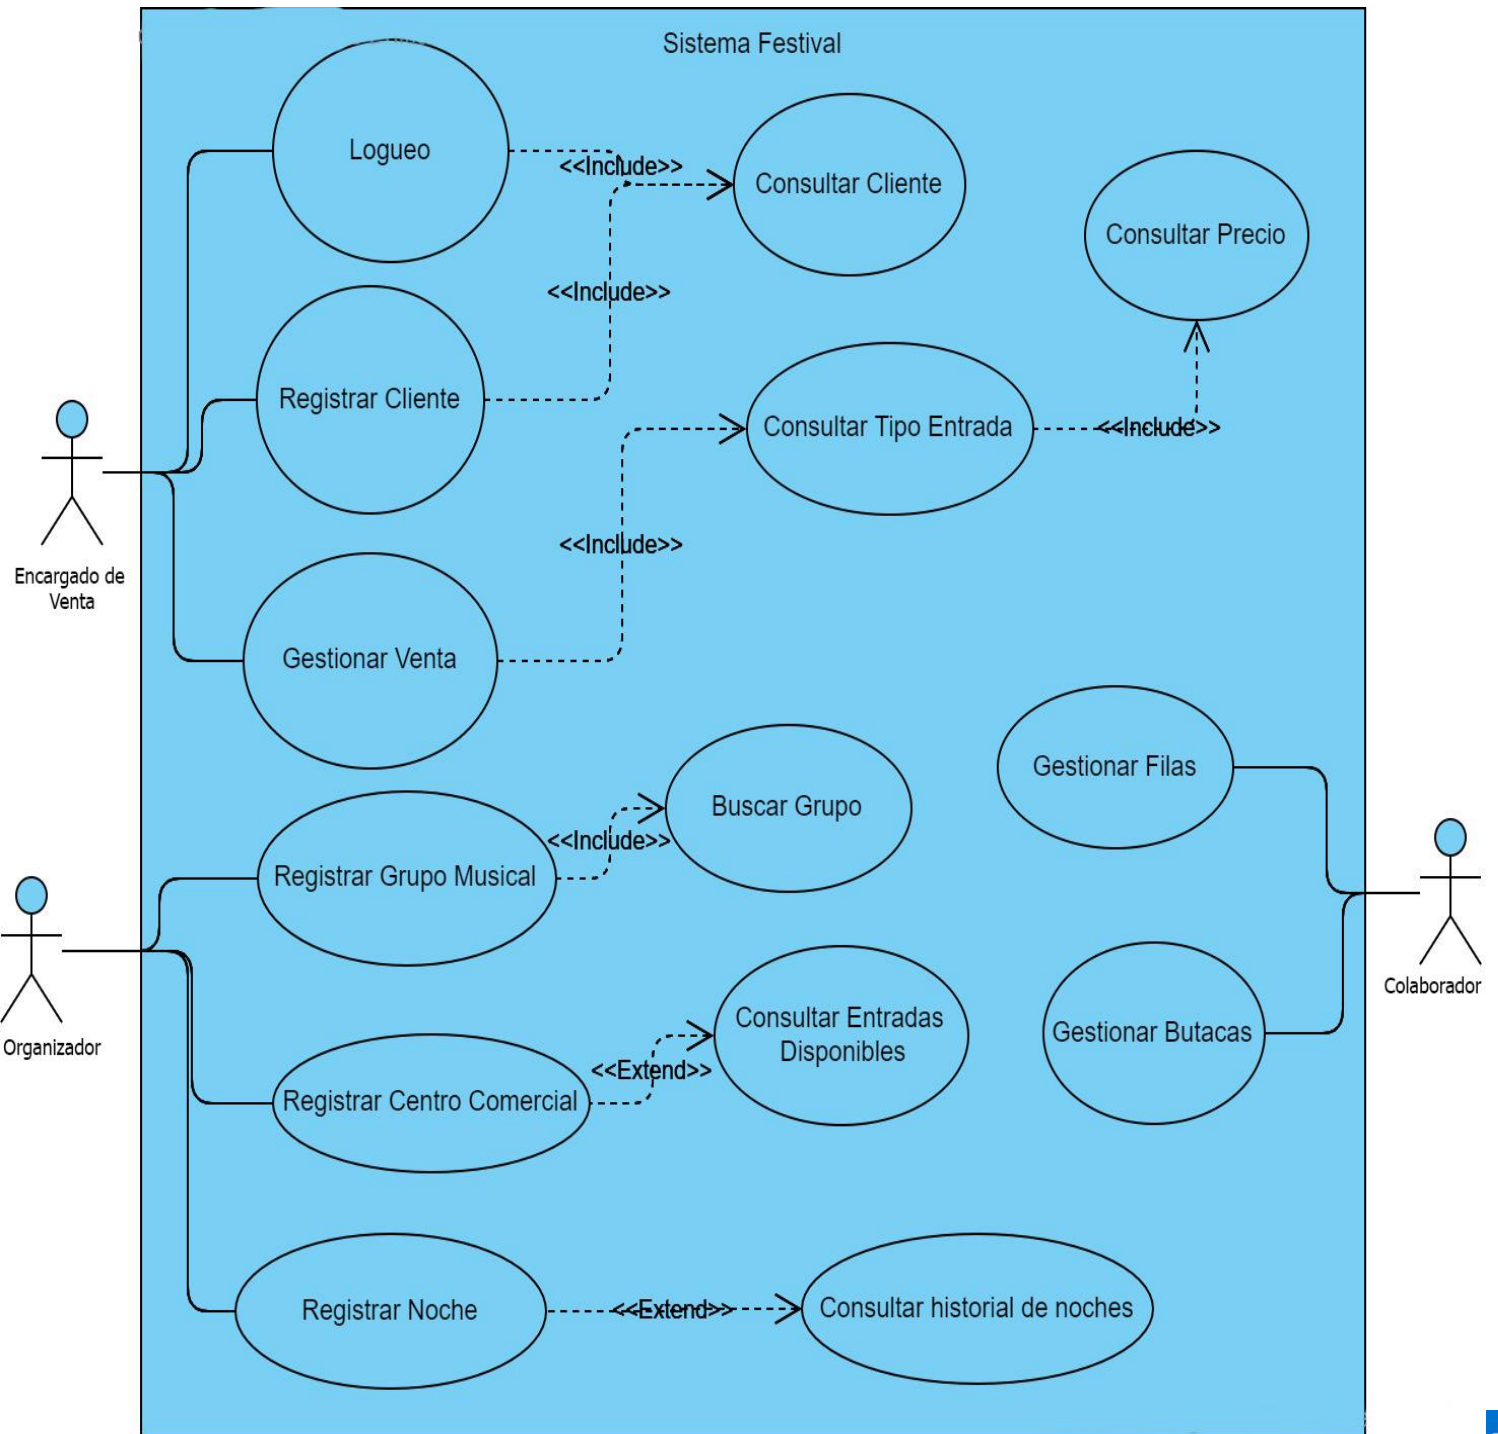 Sistema Festival
Logueo
<<Include>>
Consultar Cliente
Consultar Precio
<<Include>>
Registrar Cliente
Consultar Tipo Entrada
<<Include>>
<<Include>>
Encargado de
Venta
Gestionar Venta
Gestionar Filas
Buscar Grupo
<<Include>>
Registrar Grupo Musical
Colaborador
Consultar Entradas
Disponibles
Gestionar Butacas
Organizador
<<Extend>>
Registrar Centro Comercial
Registrar Noche
<<Extend>>
Consultar historial de noches